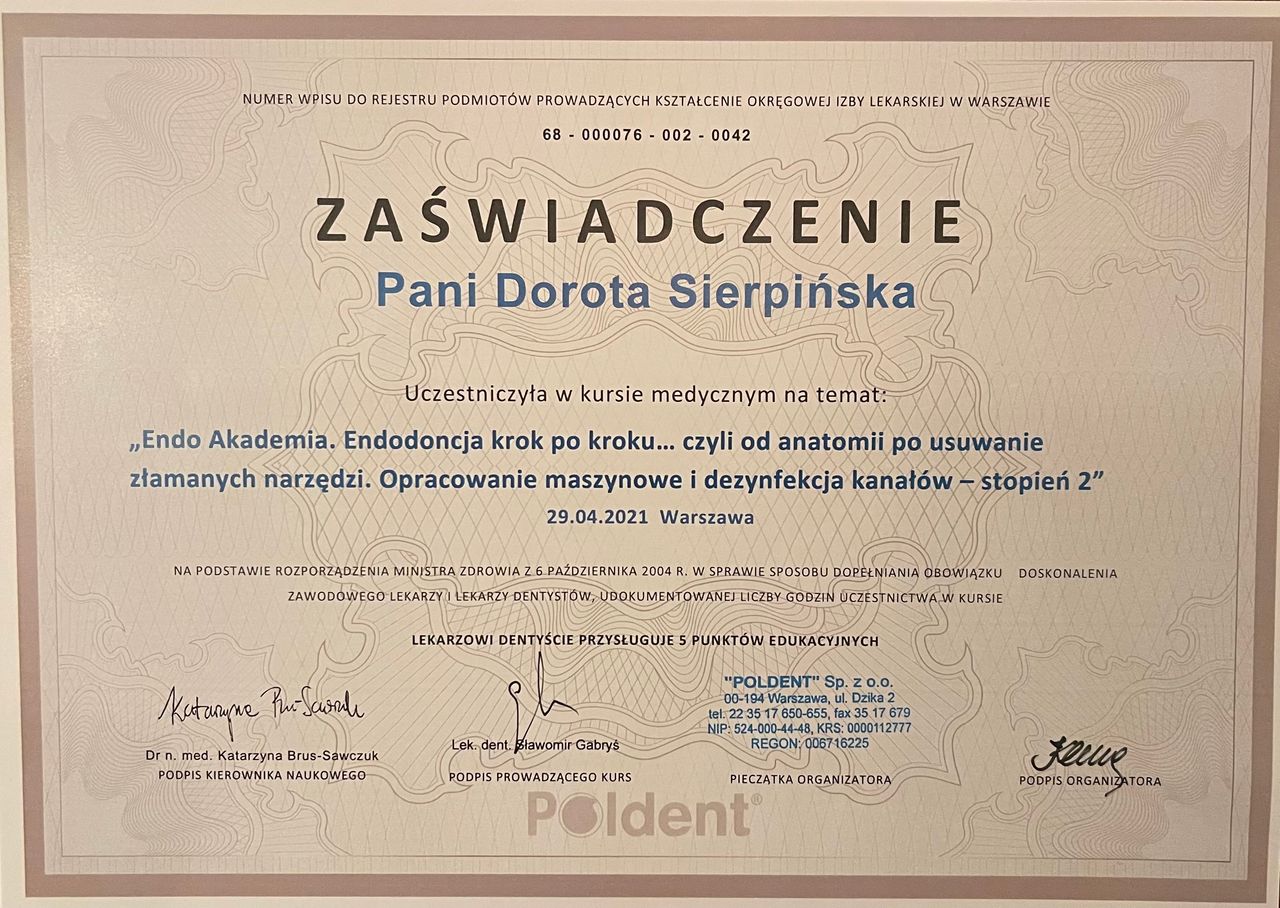 NUMER WPISU DO REJESTRU PODMIOTÓW PROWADZĄCYCH KSZTAŁCENIE OKRĘGOWEJ IZBY LEKARSKIEJ W WARSZAWIE
68 - 000076 - 002 - 0042
ZAŚWIADCZENIE
Pani Dorota Sierpińska
Uczestniczyła w kursie medycznym na temat:
„Endo Akademia. Endodoncja krok po kroku... czyli od anatomii po usuwanie
złamanych narzędzi. Opracowanie maszynowe i dezynfekcja kanałów – stopień 2”
29.04.2021 Warszawa
NA PODSTAWIE ROZPORZĄDZENIA MINISTRA ZDROWIA Z 6 PAŹDZIERNIKA 2004 R. W SPRAWIE SPOSOBU DOPEŁNIANIA OBOWIĄZKU DOSKONALENIA
ZAWODOWEGO LEKARZY I LEKARZY DENTYSTÓW, UDOKUMENTOWANEJ LICZBY GODZIN UCZESTNICTWA W KURSIE
LEKARZOWI DENTYŚCIE PRZYSŁUGUJE 5 PUNKTÓW EDUKACYJNYCH
Katarzyna Brus-Sawczuk
Dr n. med. Katarzyna Brus-Sawczuk
PODPIS KIEROWNIKA NAUKOWEGO
Lek. dent. Sławomir Gabryś
PODPIS PROWADZĄCEGO KURS
"POLDENT" Sp. z o.o.
00-194 Warszawa, ul. Dzika 2
tel. 22 35 17 650-655, fax 35 17 679
NIP: 524-000-44-48, KRS: 0000112777
REGON: 006716225
PIECZĄTKA ORGANIZATORA
PODPIS ORGANIZATORA
Poldent®